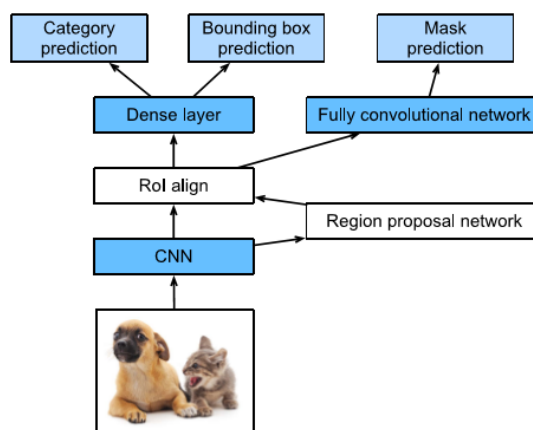 Category
prediction
Bounding box
prediction
Mask
prediction
Dense layer
Fully convolutional network
RoI align
Region proposal network
CNN